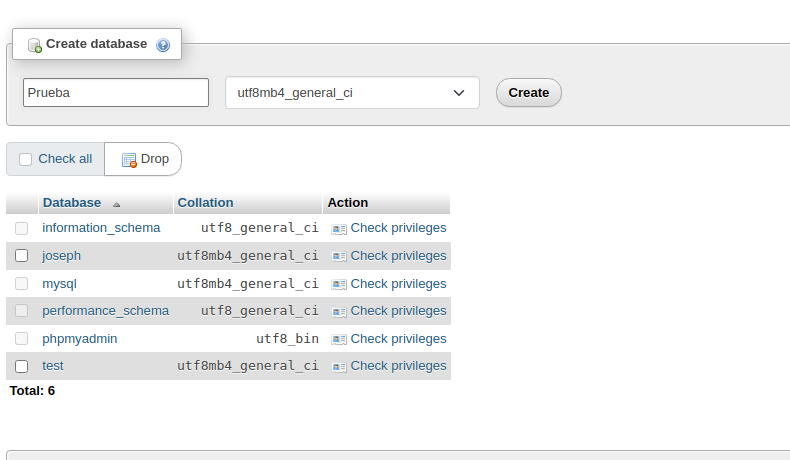 Create database
Prueba utf8mb4_general_ci Create
Check all Drop
Database Collation Action
information_schema utf8_general_ci Check privileges
joseph utf8mb4_general_ci Check privileges
mysql utf8mb4_general_ci Check privileges
performance_schema utf8_general_ci Check privileges
phpmyadmin utf8_bin Check privileges
test utf8mb4_general_ci Check privileges
Total: 6